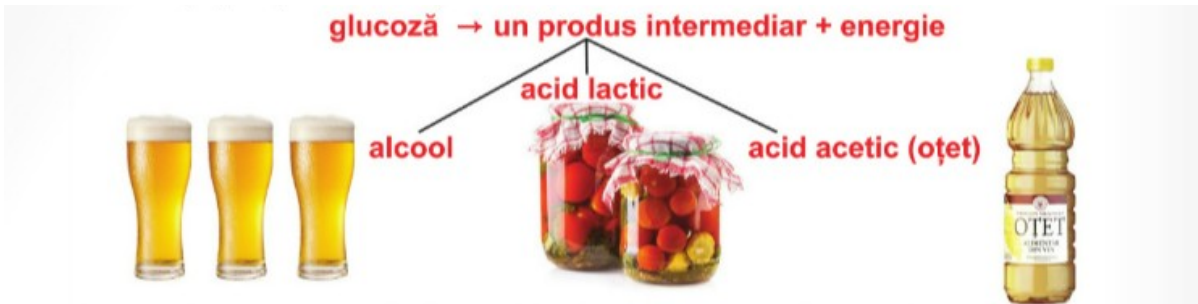 glucoză → un produs intermediar + energie
acid lactic
alcool
acid acetic (oțet)
OȚET